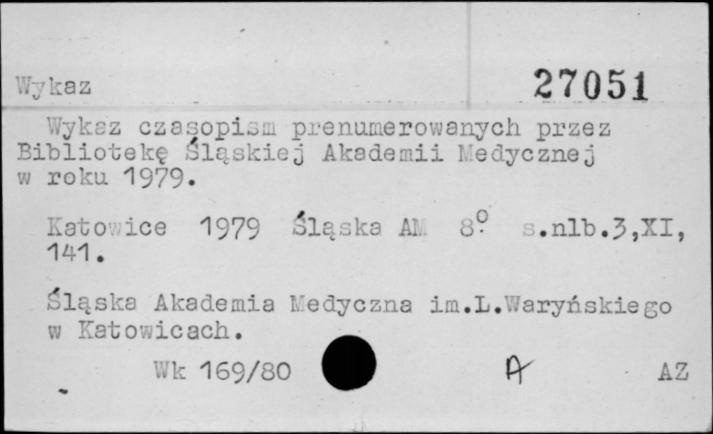 Wykaz 27051
Wykaz czasopism prenumerowanych przez
Bibliotekę Śląskiej Akademii Medycznej
w roku 1979.
Katowice 1979 Śląska AM 8° s.nlb.3,XI,
141.
Śląska Akademia Medyczna im.L.Waryńskiego
w Katowicach.
Wk 169/80 A AZ